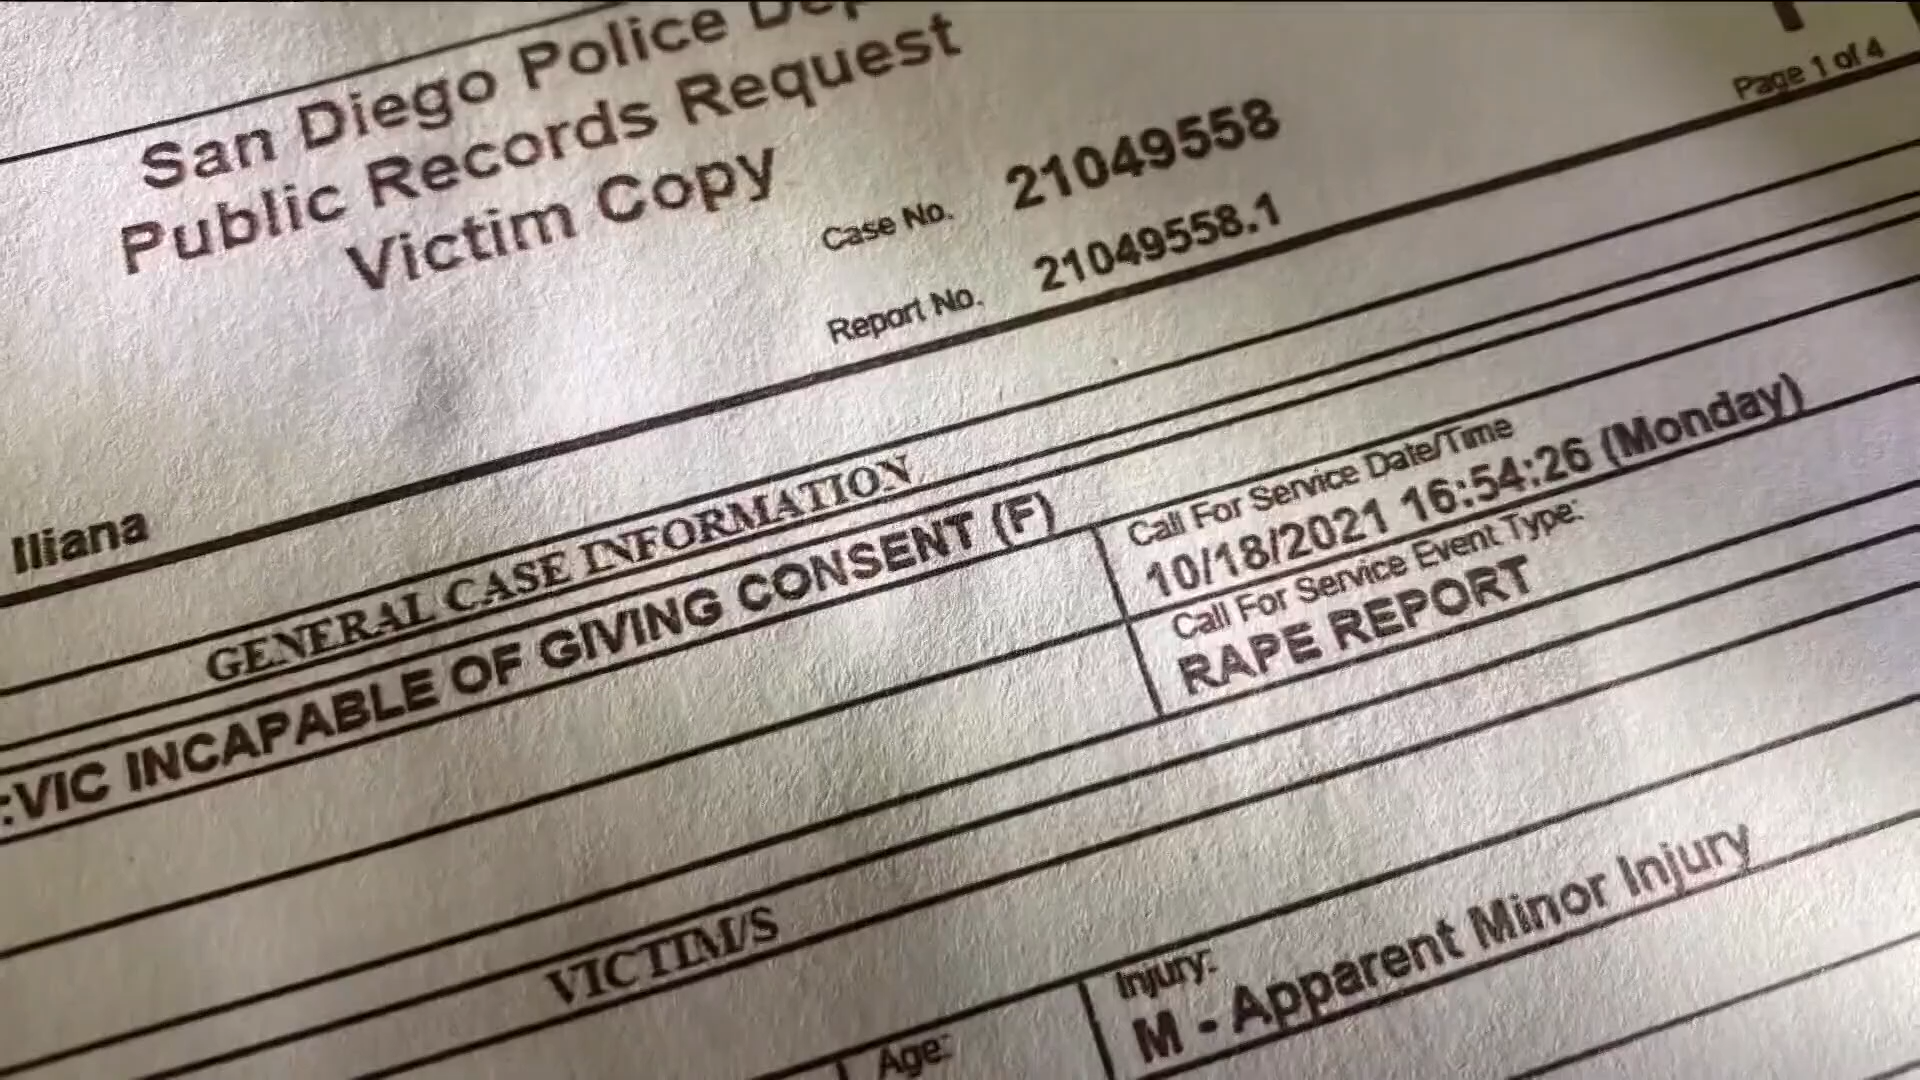 San Diego Police
Public Records Request
Victim Copy
Page 1 of 4
Case No. 21049558
Report No. 21049558.1
Iliana
GENERAL CASE INFORMATION
:VIC INCAPABLE OF GIVING CONSENT (F)
Call For Service Date/Time
10/18/2021 16:54:26 (Monday)
Call For Service Event Type:
RAPE REPORT
VICTIM/S
Age:
Injury:
M - Apparent Minor Injury